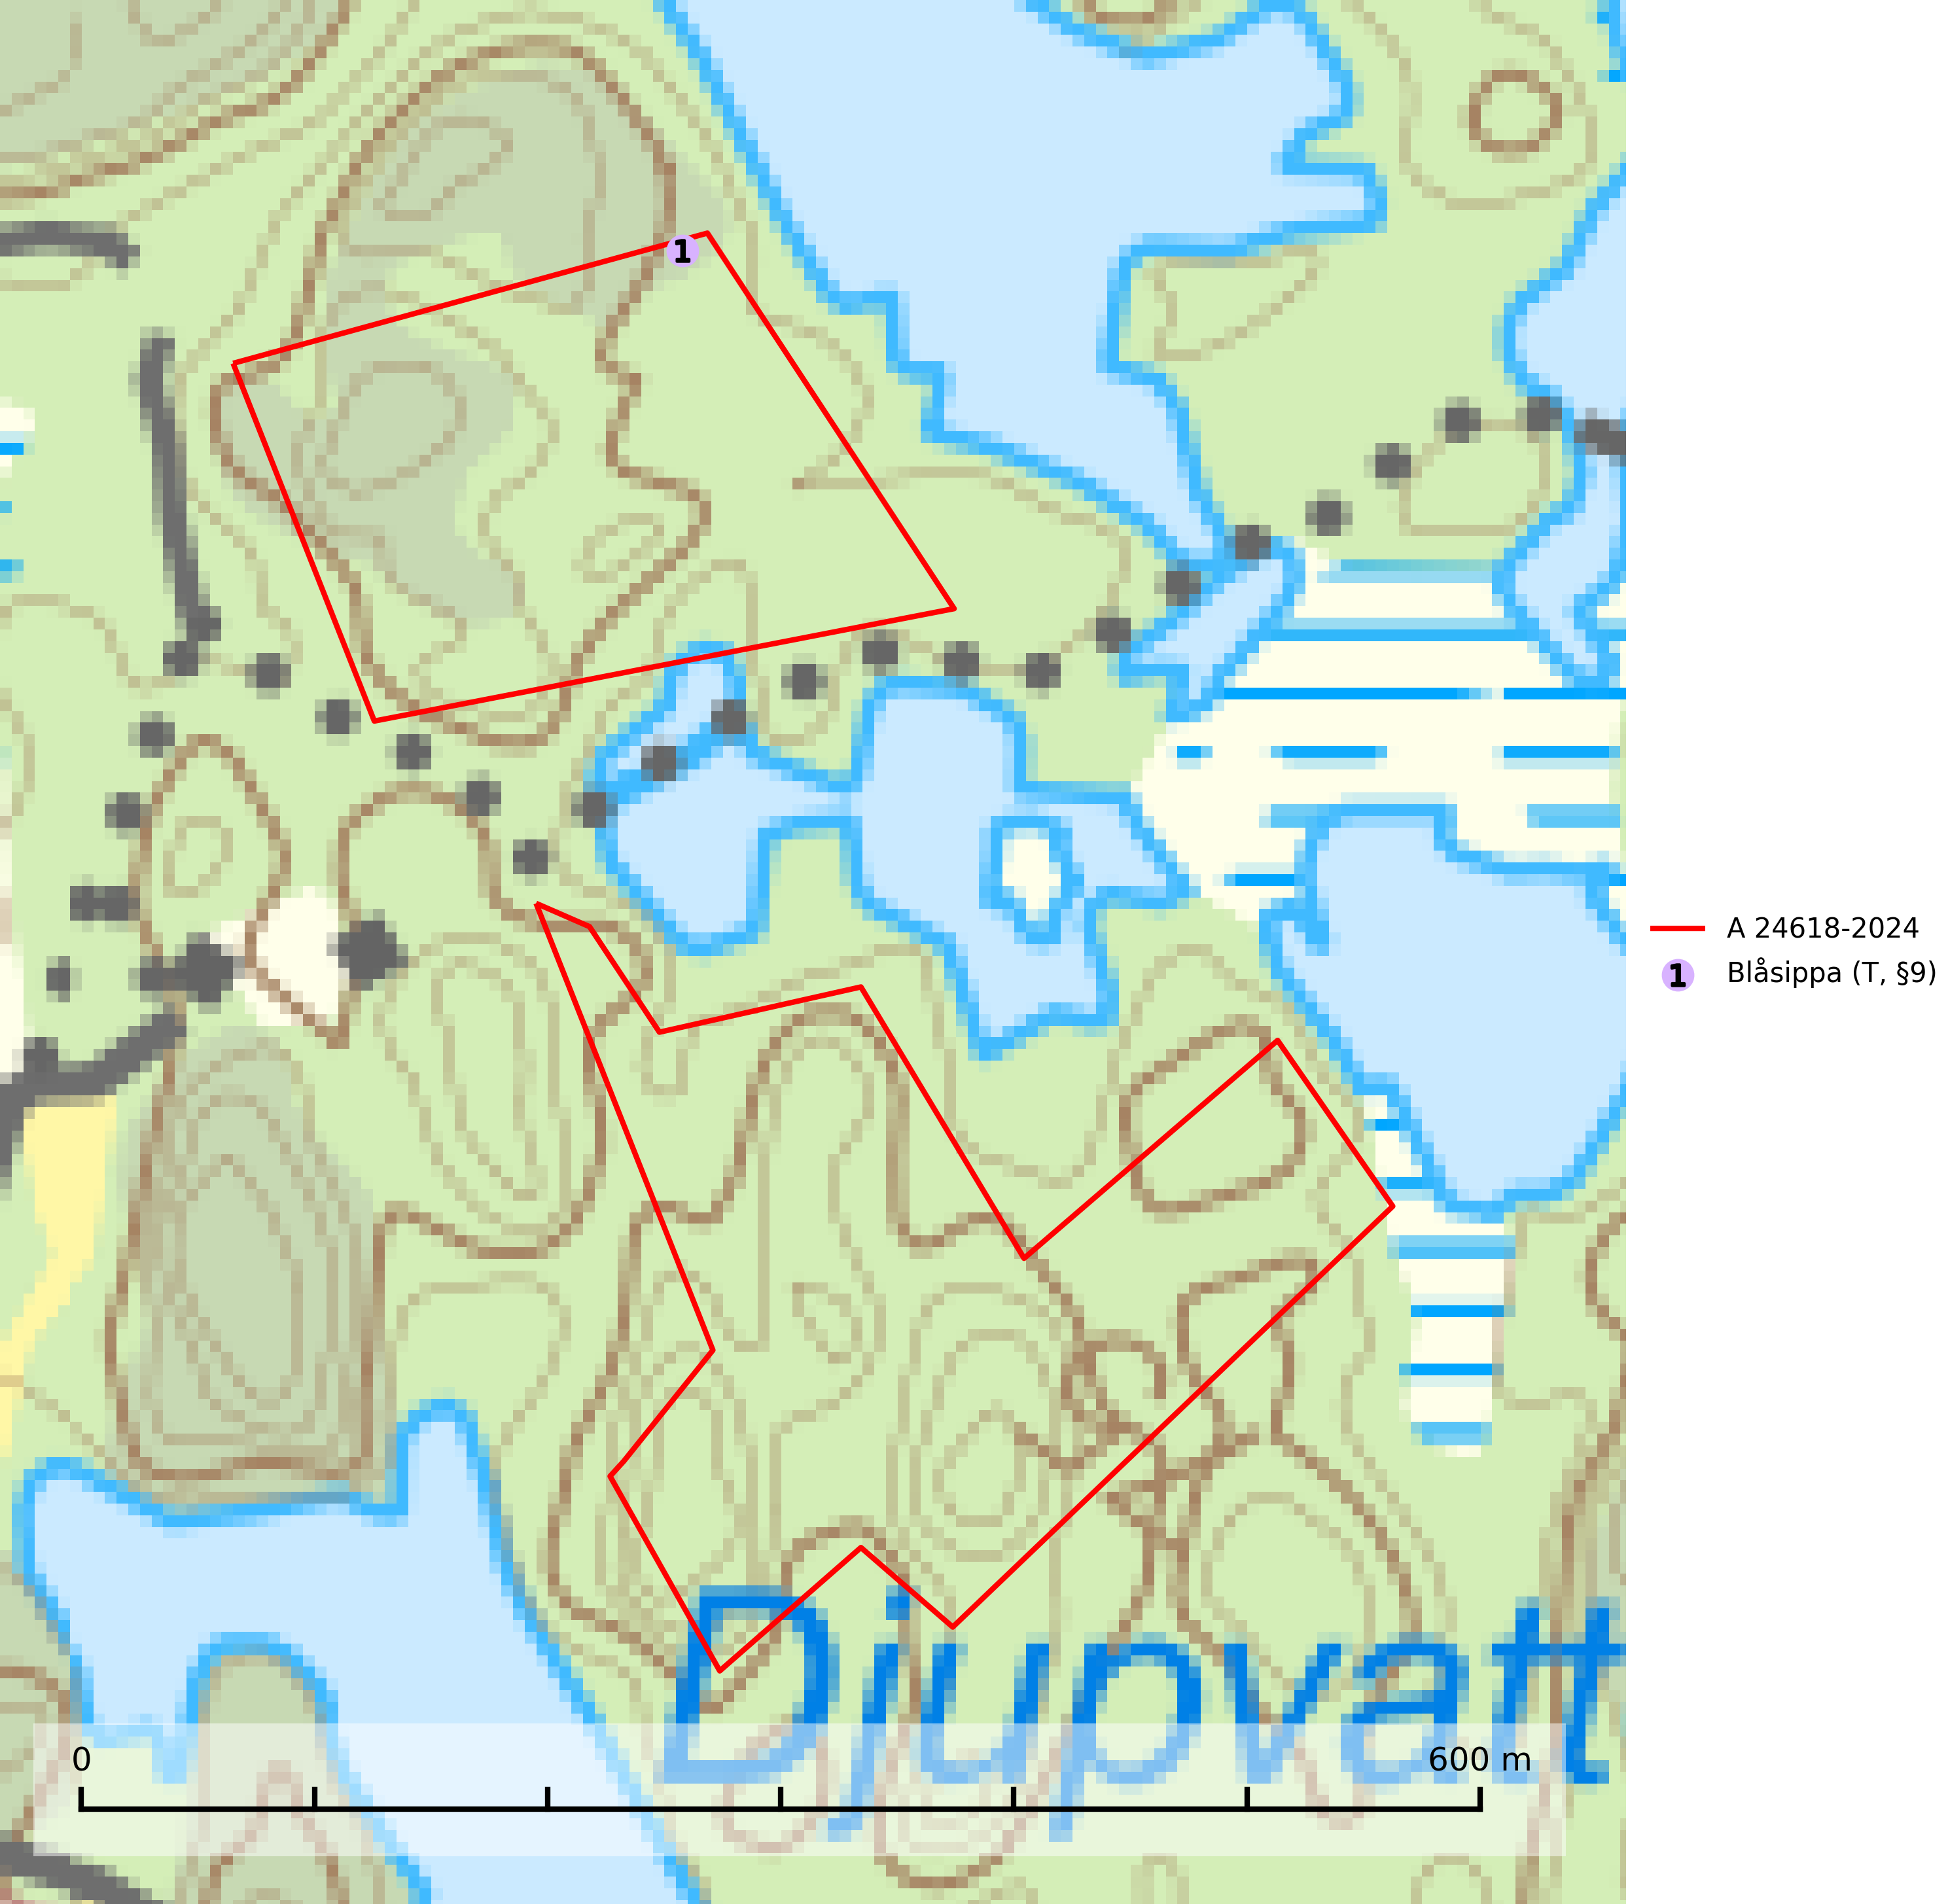 1
A 24618-2024
1 Blåsippa (T, §9)
Djupvatt
0 600 m